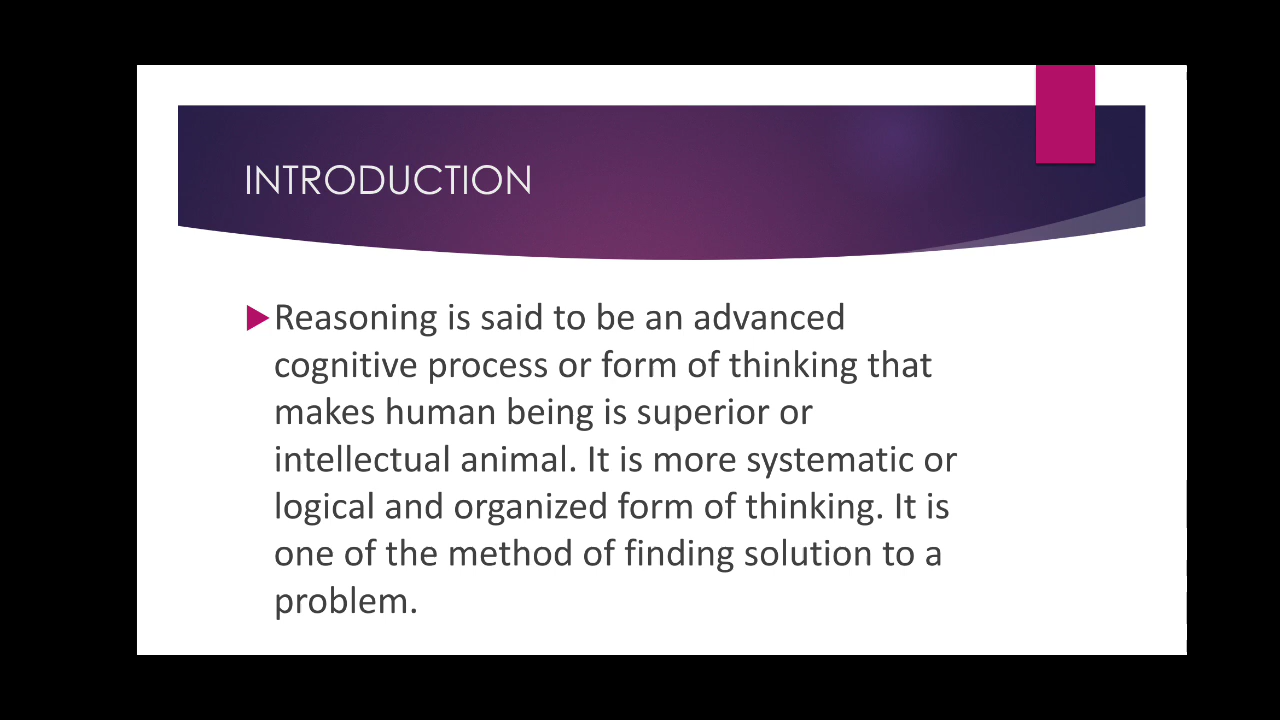 INTRODUCTION
Reasoning is said to be an advanced
cognitive process or form of thinking that
makes human being is superior or
intellectual animal. It is more systematic or
logical and organized form of thinking. It is
one of the method of finding solution to a
problem.